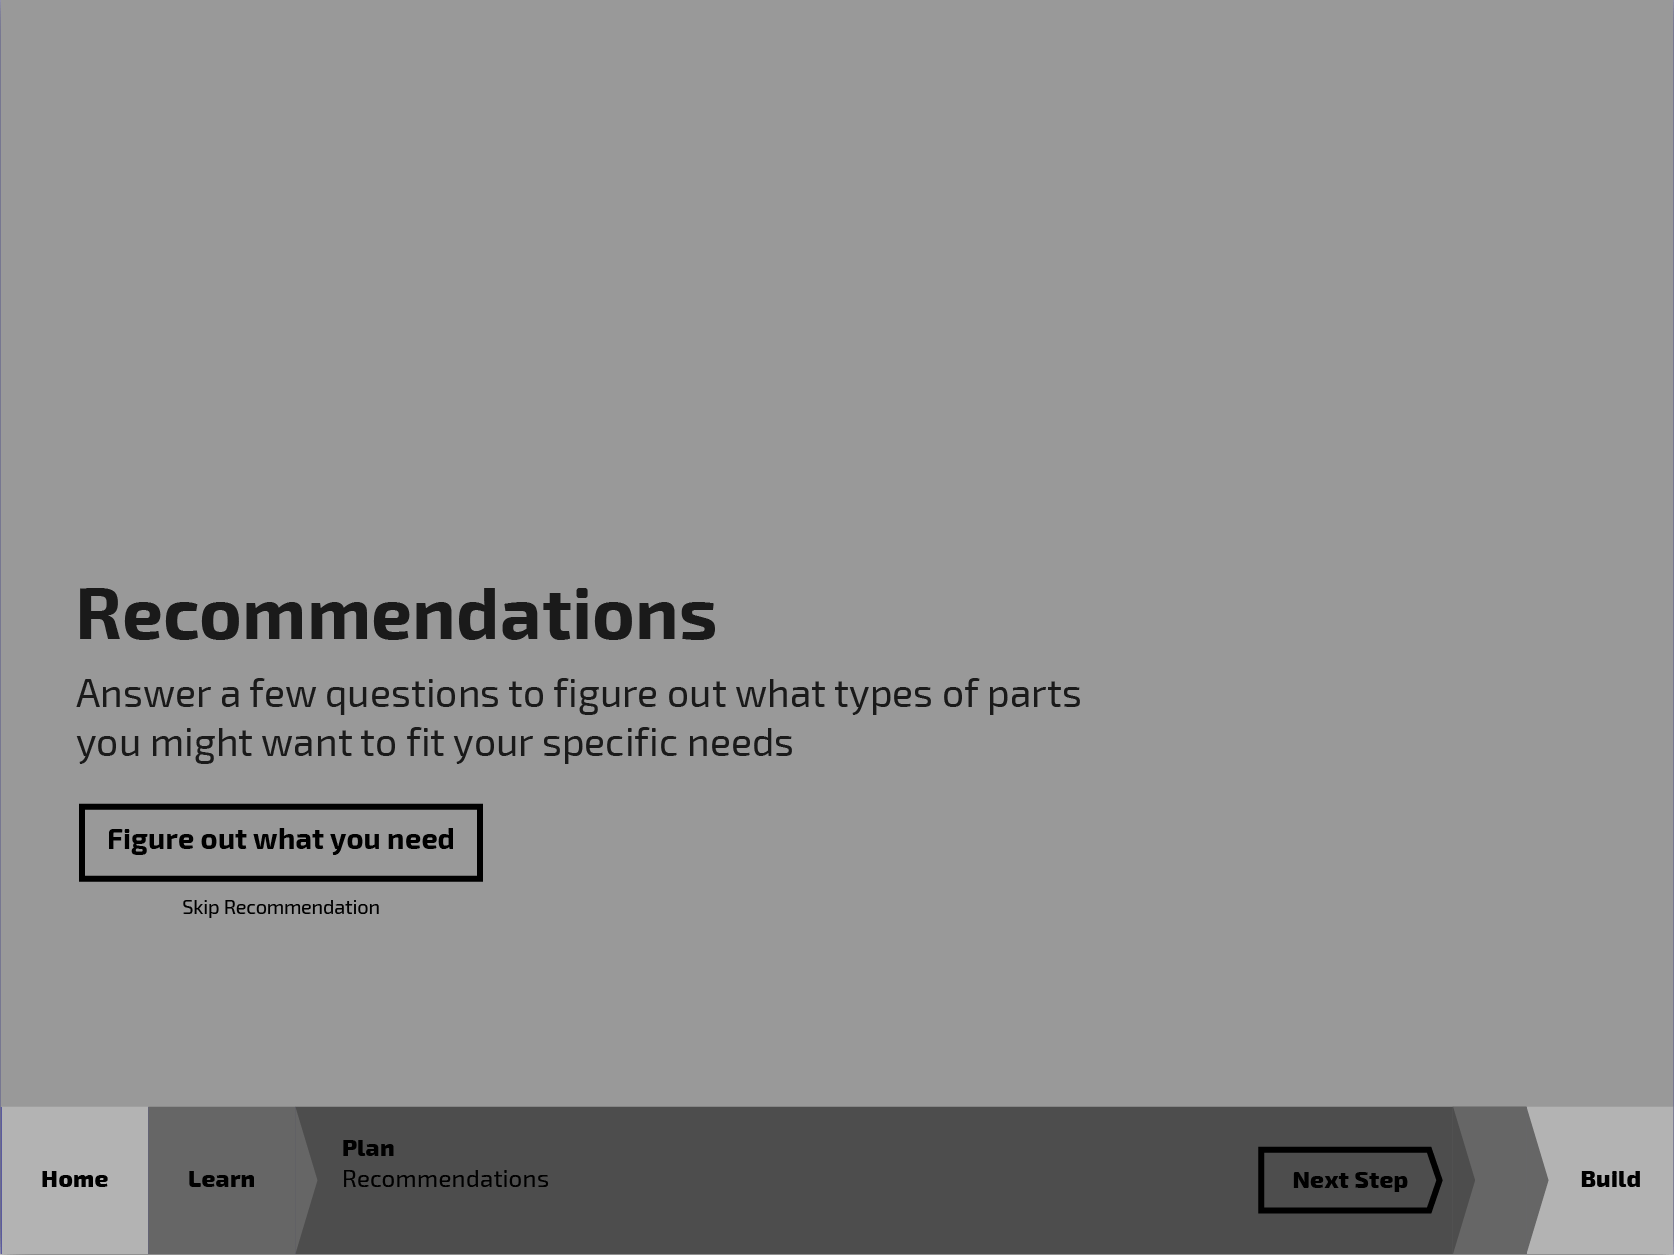 Recommendations
Answer a few questions to figure out what types of parts
you might want to fit your specific needs
Figure out what you need
Skip Recommendation
Home
Learn
Plan
Recommendations
Next Step
Build